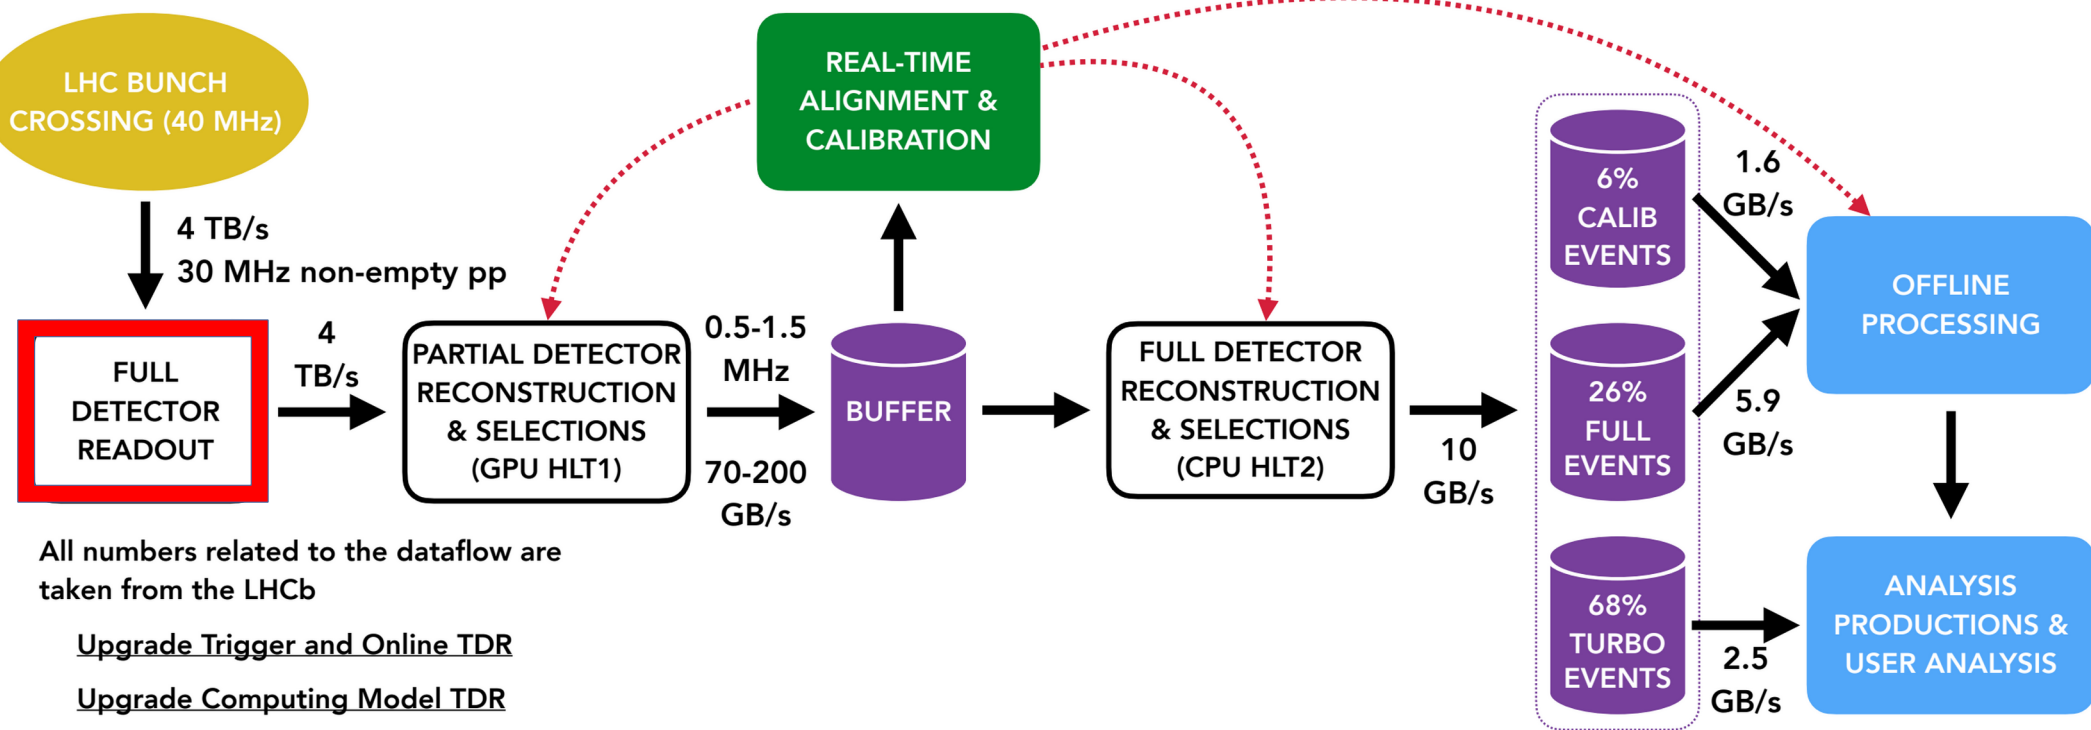 LHC BUNCH
CROSSING (40 MHz)
4 TB/s
30 MHz non-empty pp
FULL
DETECTOR
READOUT
4
TB/s
PARTIAL DETECTOR
RECONSTRUCTION
& SELECTIONS
(GPU HLT1)
0.5-1.5
MHz
70-200
GB/s
REAL-TIME
ALIGNMENT &
CALIBRATION
BUFFER
FULL DETECTOR
RECONSTRUCTION
& SELECTIONS
(CPU HLT2)
10
GB/s
6%
CALIB
EVENTS
1.6
GB/s
26%
FULL
EVENTS
5.9
GB/s
68%
TURBO
EVENTS
2.5
GB/s
OFFLINE
PROCESSING
ANALYSIS
PRODUCTIONS &
USER ANALYSIS
All numbers related to the dataflow are
taken from the LHCb
Upgrade Trigger and Online TDR
Upgrade Computing Model TDR